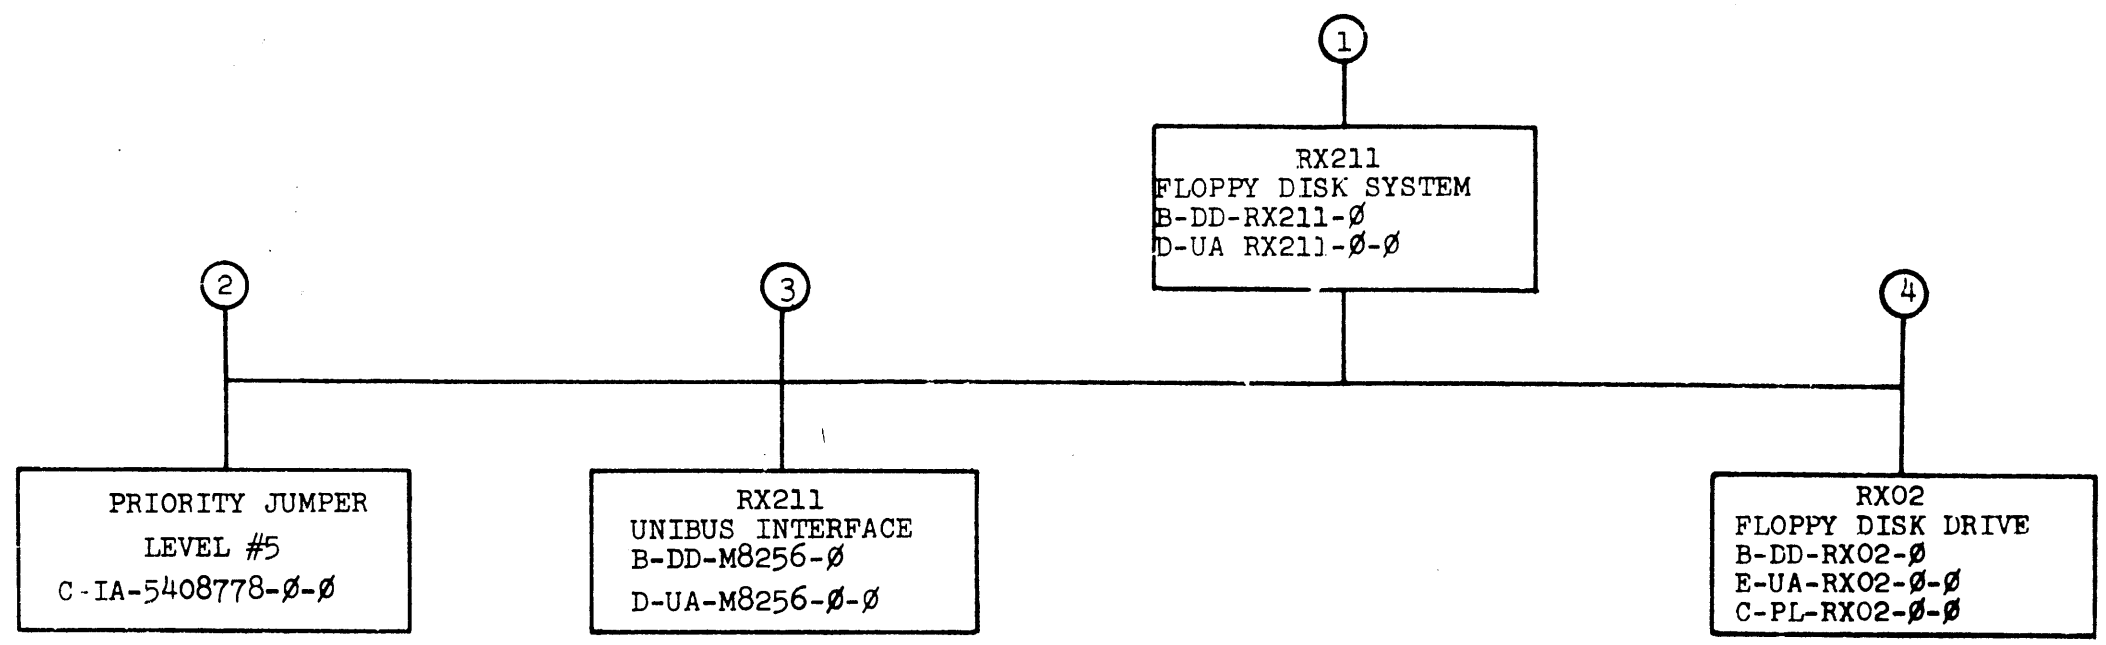 1
RX211
FLOPPY DISK SYSTEM
B-DD-RX211-Ø
D-UA RX211-Ø-Ø
2
3
4
PRIORITY JUMPER
LEVEL #5
C-IA-5408778-Ø-Ø
RX211
UNIBUS INTERFACE
B-DD-M8256-Ø
D-UA-M8256-Ø-Ø
RX02
FLOPPY DISK DRIVE
B-DD-RX02-Ø
E-UA-RX02-Ø-Ø
C-PL-RX02-Ø-Ø